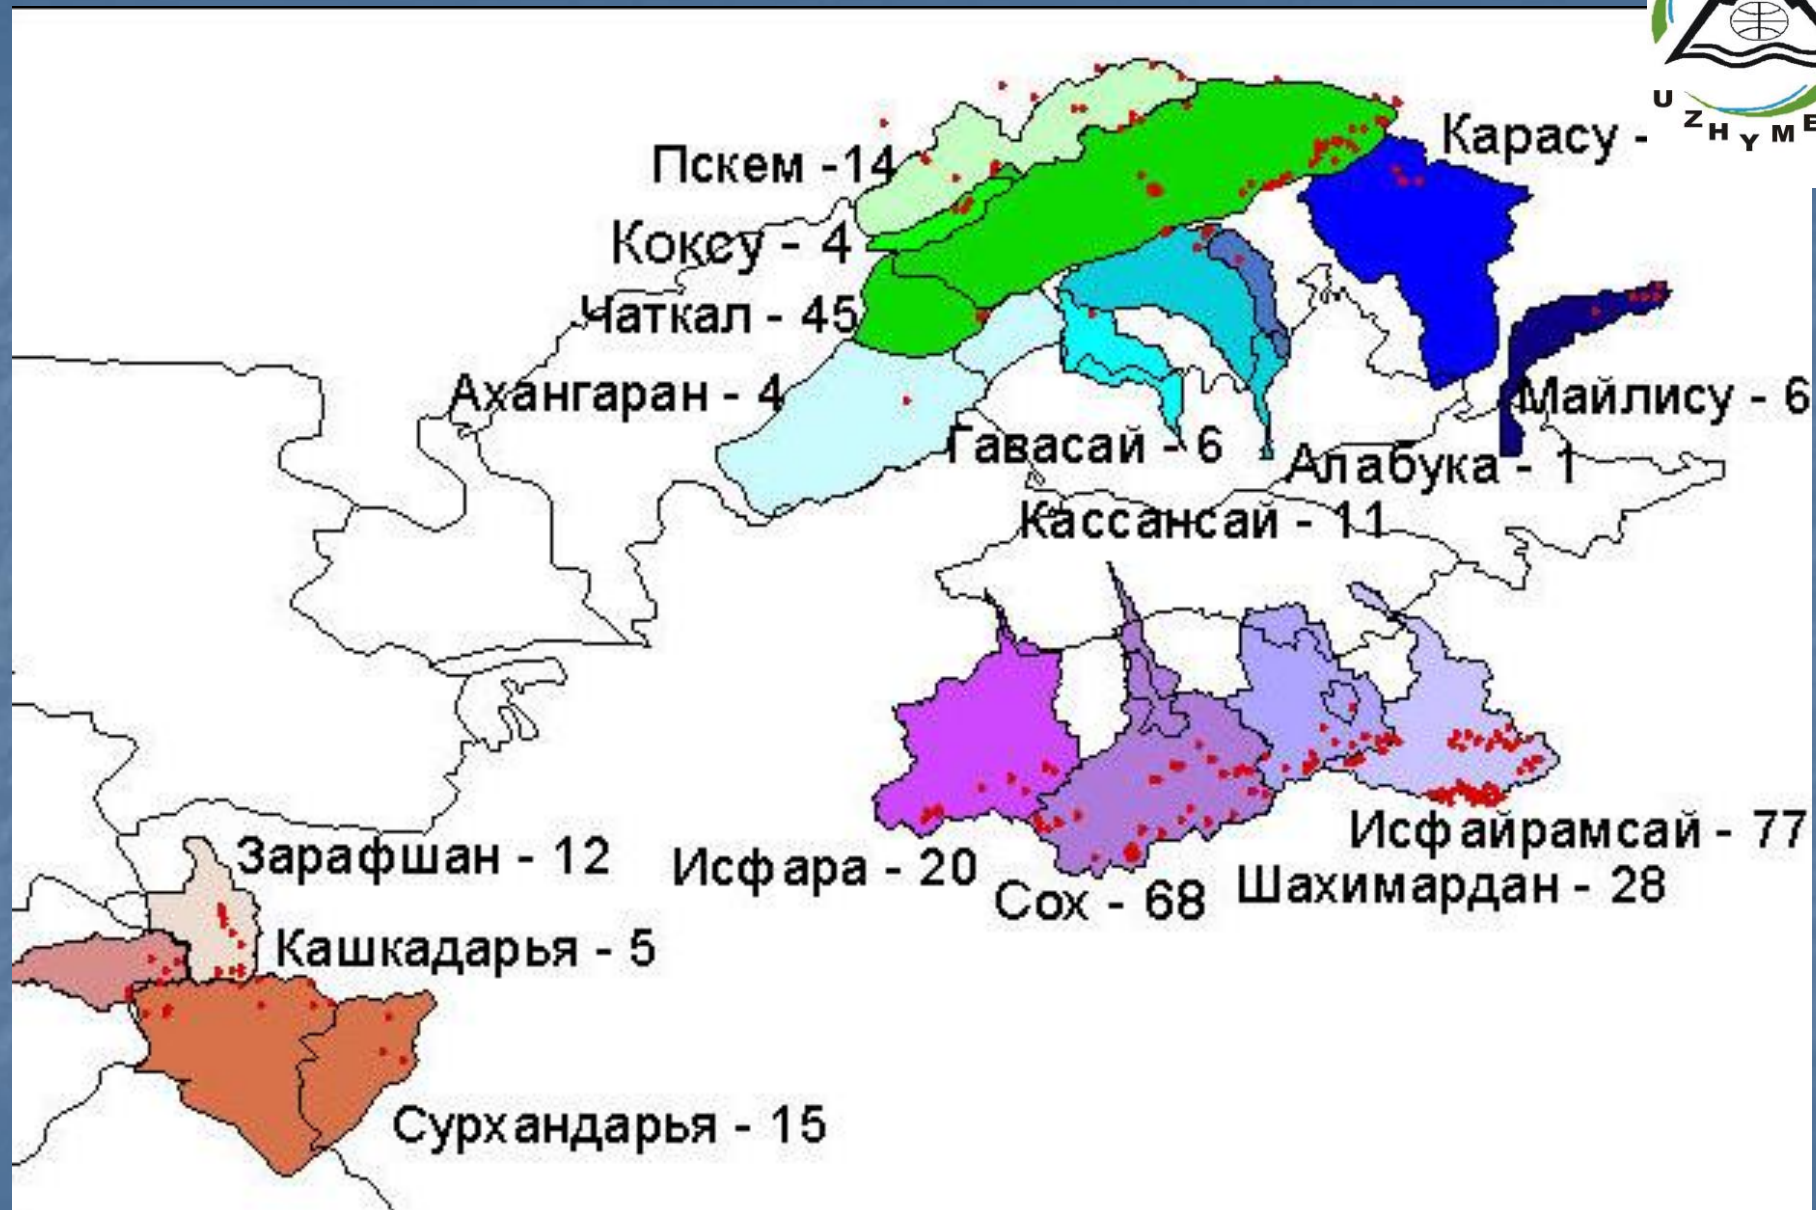 UZHYME
Карасу -
Пскем -14
Коксу - 4
Чаткал - 45
Ахангаран - 4
Майлису - 6
Гавасай - 6
Алабука - 1
Кассансай - 11
Исфайрамсай - 77
Зарафшан - 12
Исфара - 20
Сох - 68
Шахимардан - 28
Кашкадарья - 5
Сурхандарья - 15